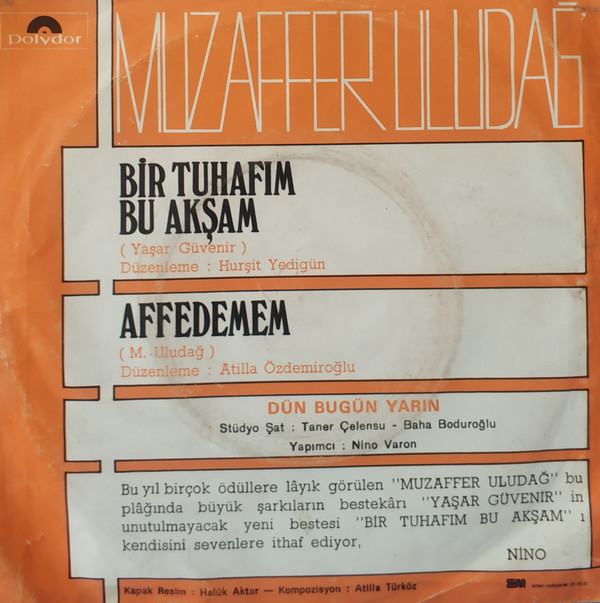 Polydor
MUZAFFER ULUDAĞ
BİR TUHAFIM
BU AKŞAM
( Yaşar Güvenir )
Düzenleme : Hurşit Yedigün
AFFEDEMEM
( M. Uludağ )
Düzenleme : Atilla Özdemiroğlu
DÜN BUGÜN YARIN
Stüdyo Şat : Taner Çelensu - Baha Boduroğlu
Yapımcı : Nino Varon
Bu yıl birçok ödüllere lâyık görülen "MUZAFFER ULUDAĞ" bu
plâğında büyük şarkıların bestekârı "YAŞAR GÜVENİR" in
unutulmayacak yeni bestesi "BİR TUHAFIM BU AKŞAM" ı
kendisini sevenlere ithaf ediyor,
NİNO
Kapak Resim : Halûk Aktar — Kompozisyon : Atilla Türköz